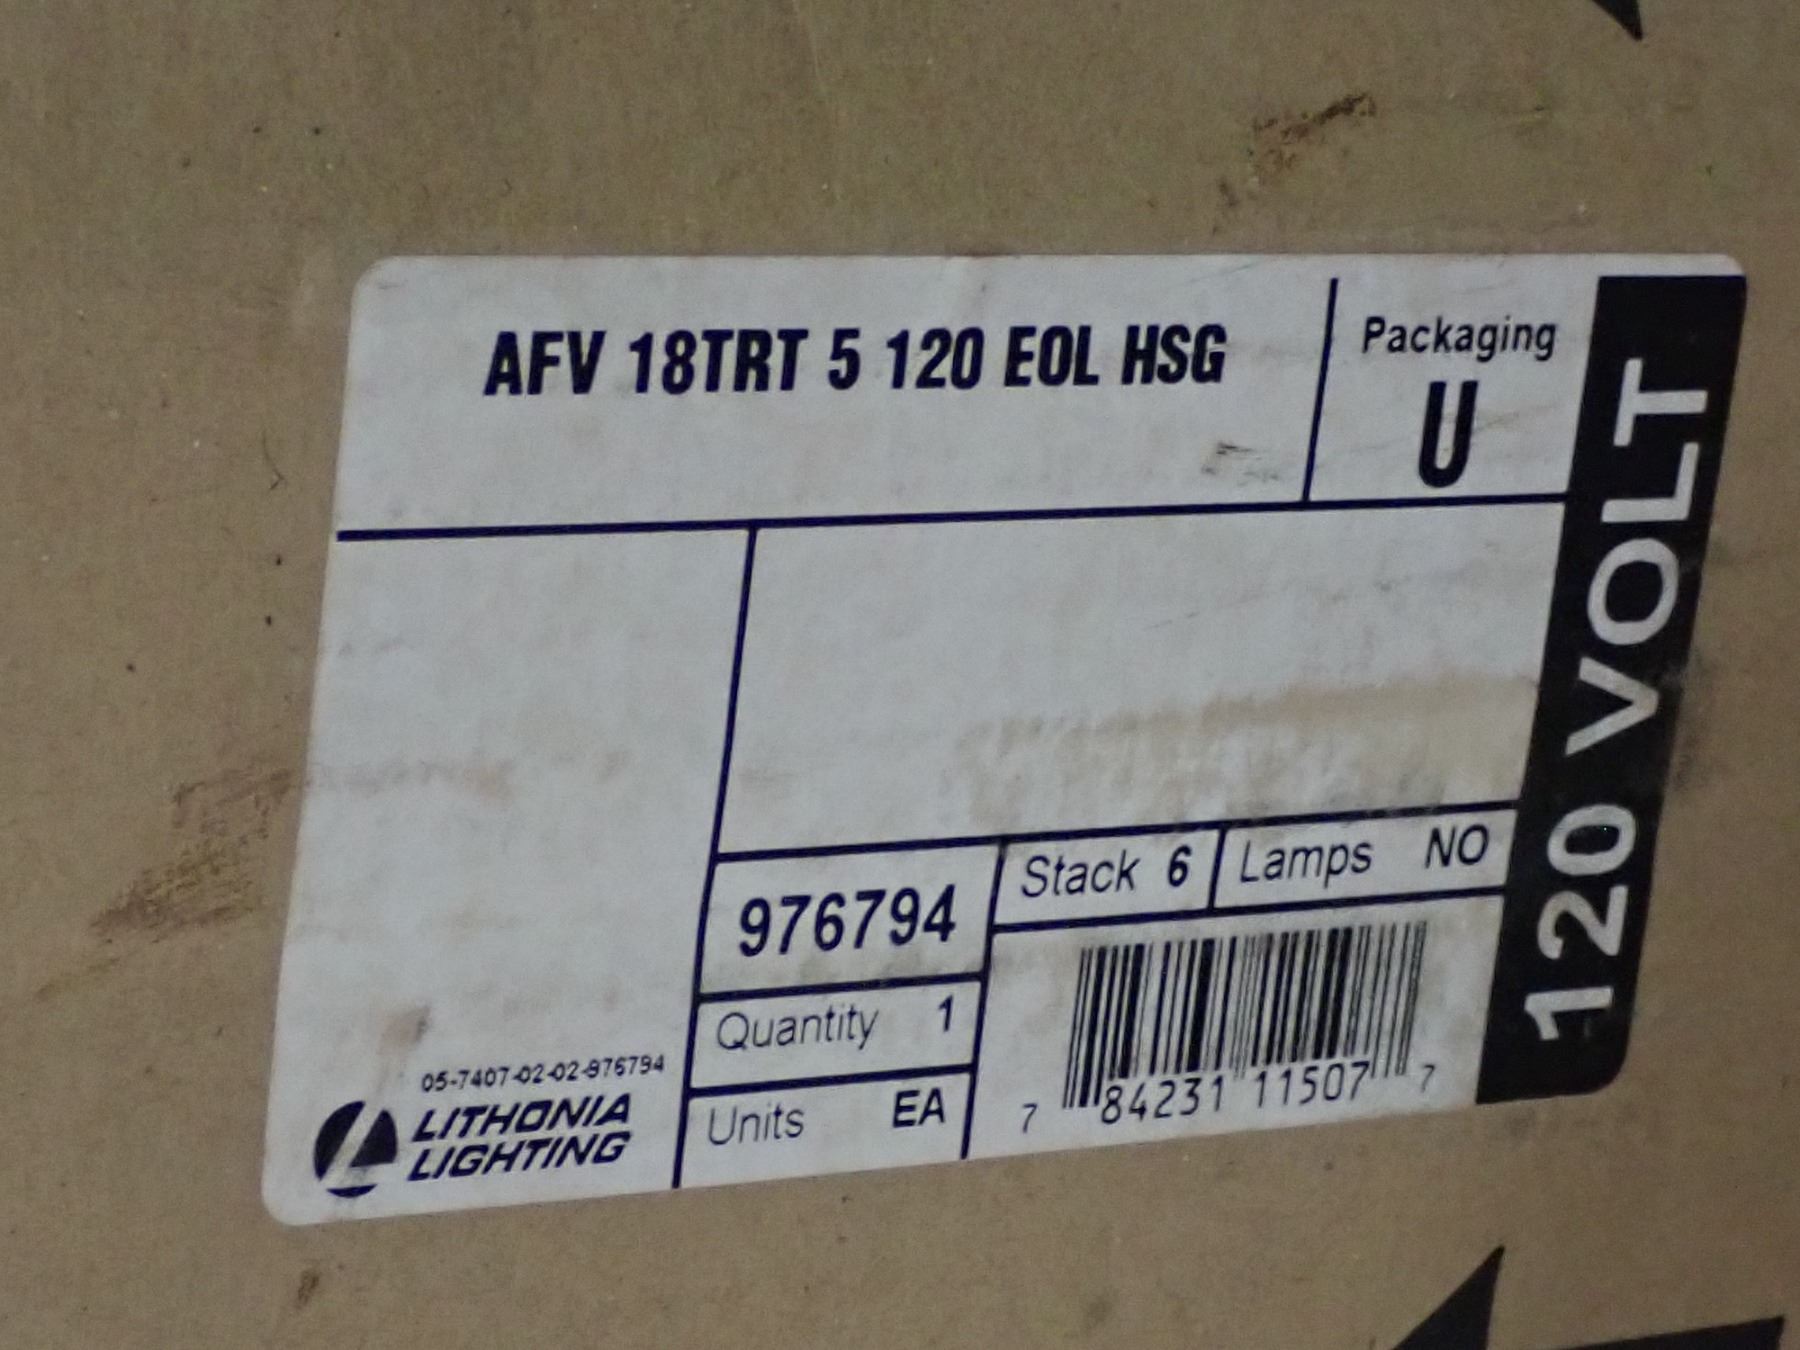 AFV 18TRT 5 120 EOL HSG
Packaging
U
120 VOLT
Stack 6
Lamps NO
976794
Quantity 1
Units EA
7 84231 11507 7
05-7407-02-02-976794
LITHONIA
LIGHTING